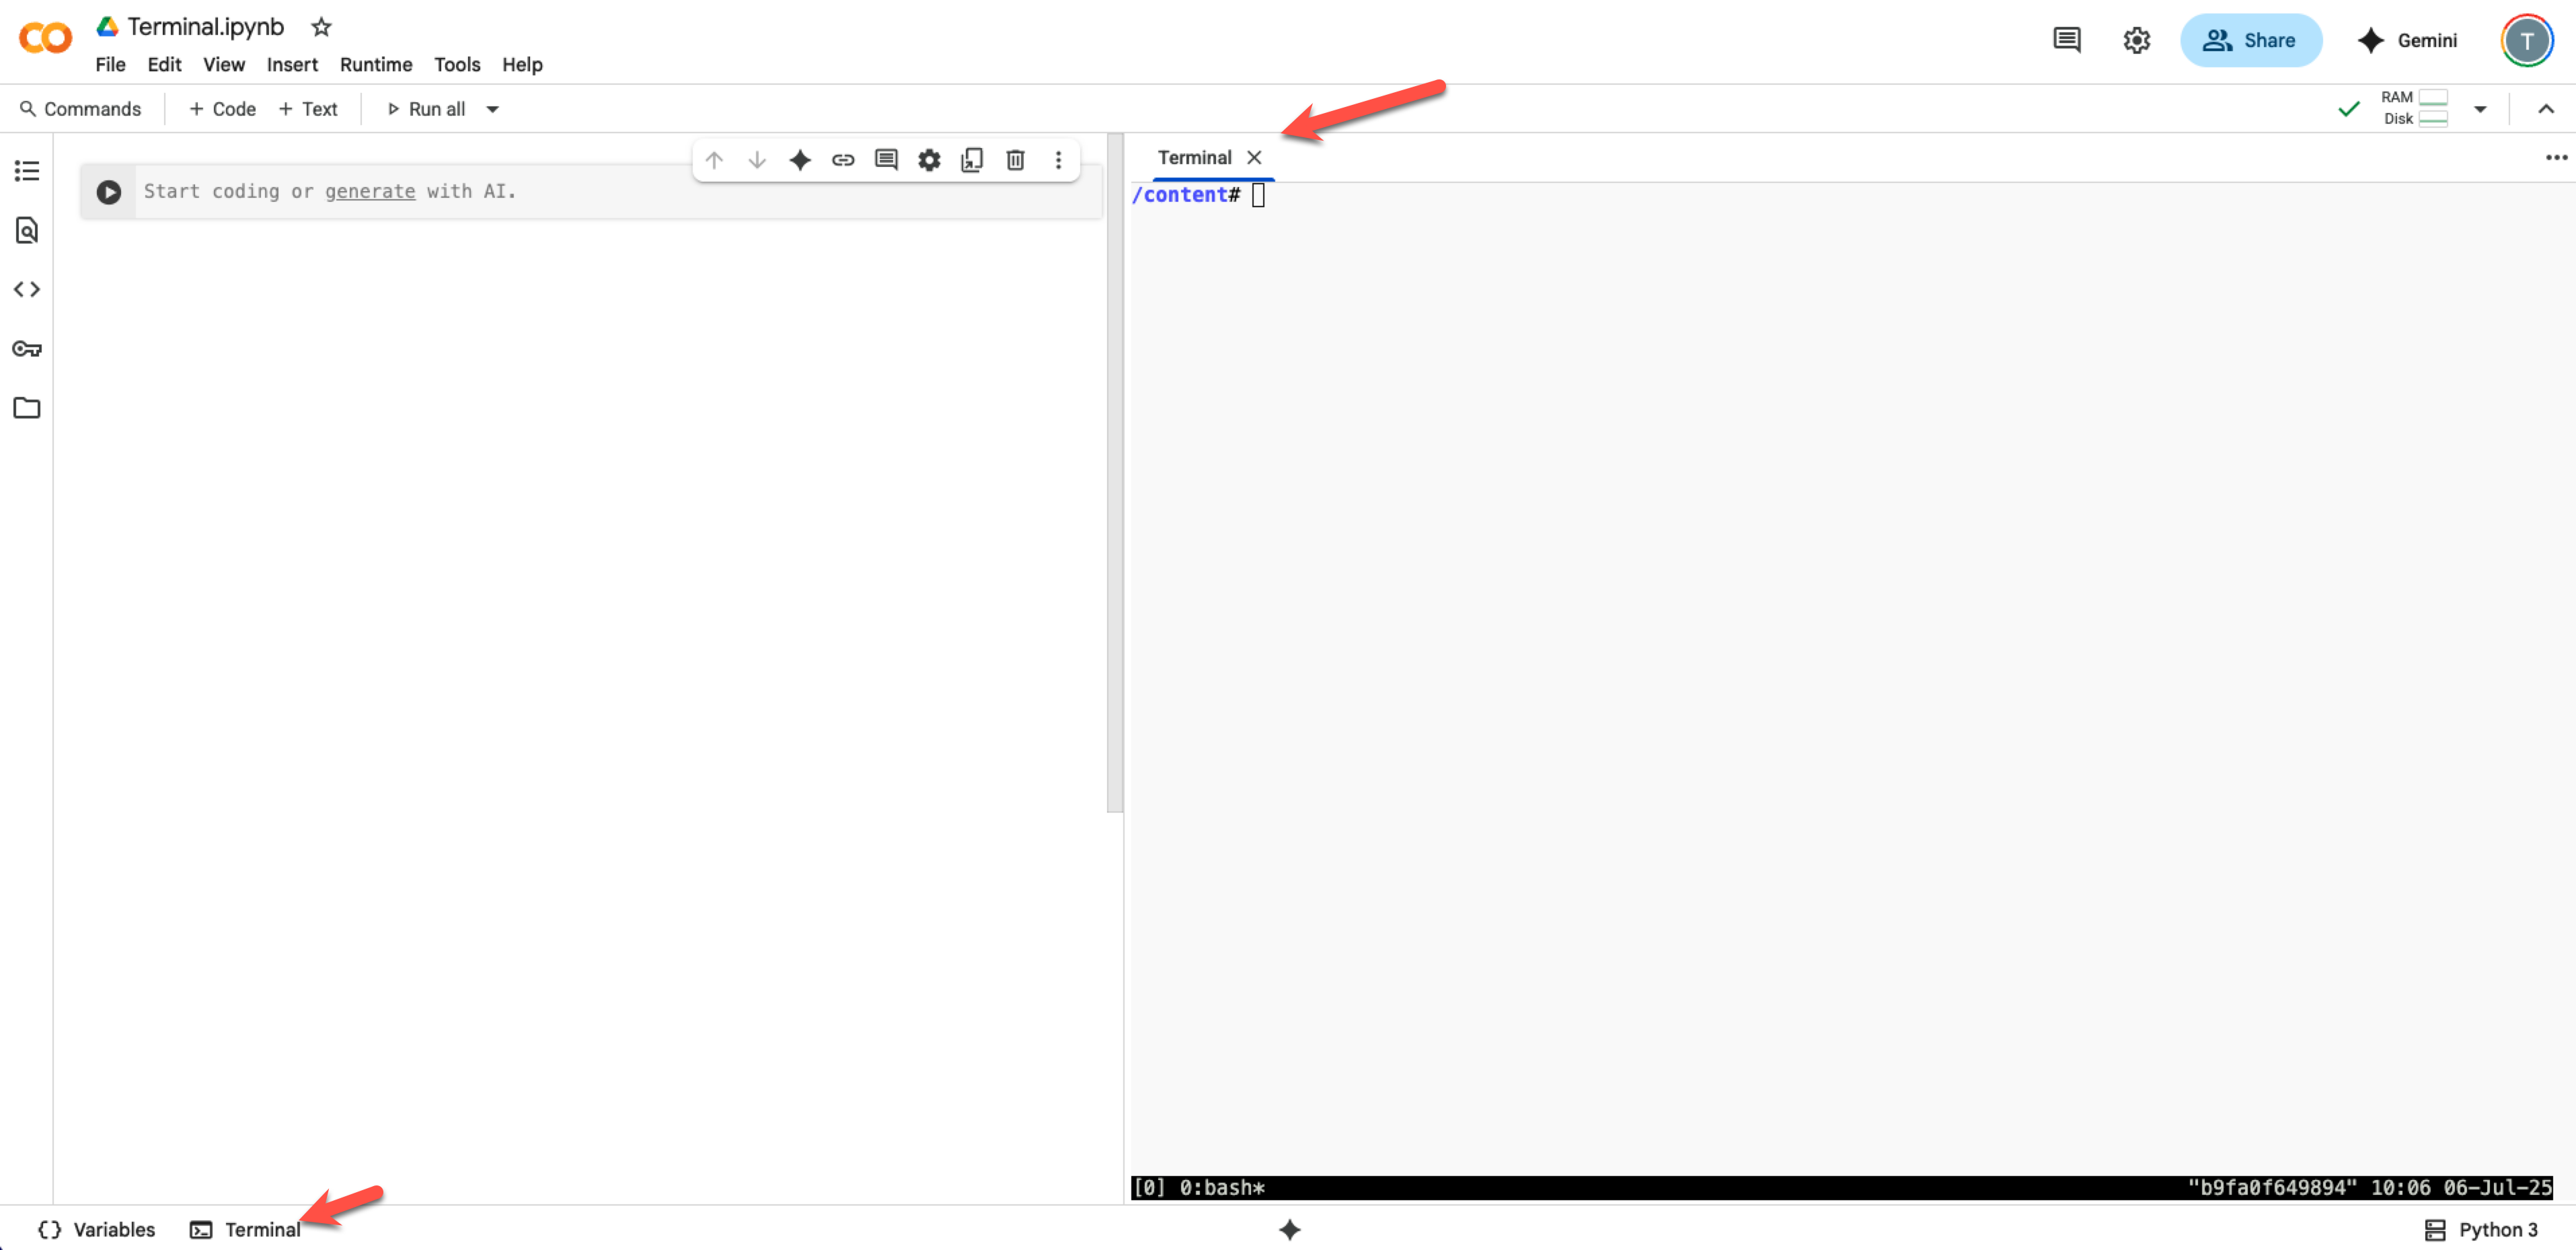 Terminal.ipynb
File Edit View Insert Runtime Tools Help
Share
Gemini
T
Commands + Code + Text Run all
RAM
Disk
Start coding or generate with AI.
Terminal
/content#
[0] 0:bash* "b9fa0f649894" 10:06 06-Jul-25
{} Variables Terminal
Python 3